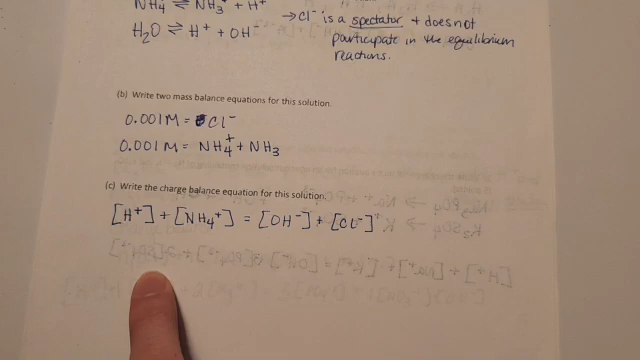 NH4⁺ ⇌ NH3⁺ + H⁺
H2O ⇌ H⁺ + OH⁻
→Cl⁻ is a spectator + does not
participate in the equilibrium
reactions.
(b) Write two mass balance equations for this solution.
0.001M = Cl⁻
0.001M = NH4⁺ + NH3
(c) Write the charge balance equation for this solution.
[H⁺] + [NH4⁺] = [OH⁻] + [Cl⁻]